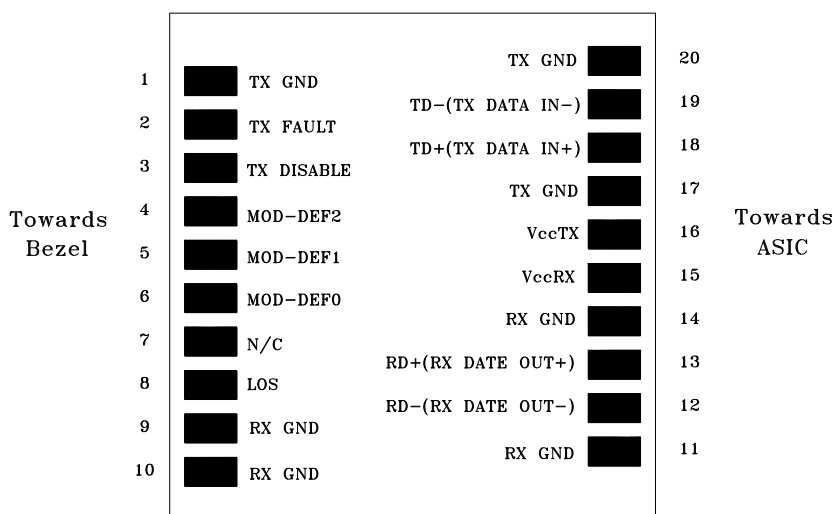 1 TX GND
2 TX FAULT
3 TX DISABLE
4 MOD-DEF2
5 MOD-DEF1
6 MOD-DEF0
7 N/C
8 LOS
9 RX GND
10 RX GND
Towards
Bezel
TX GND 20
TD-(TX DATA IN-) 19
TD+(TX DATA IN+) 18
TX GND 17
VccTX 16
VccRX 15
RX GND 14
RD+(RX DATE OUT+) 13
RD-(RX DATE OUT-) 12
RX GND 11
Towards
ASIC